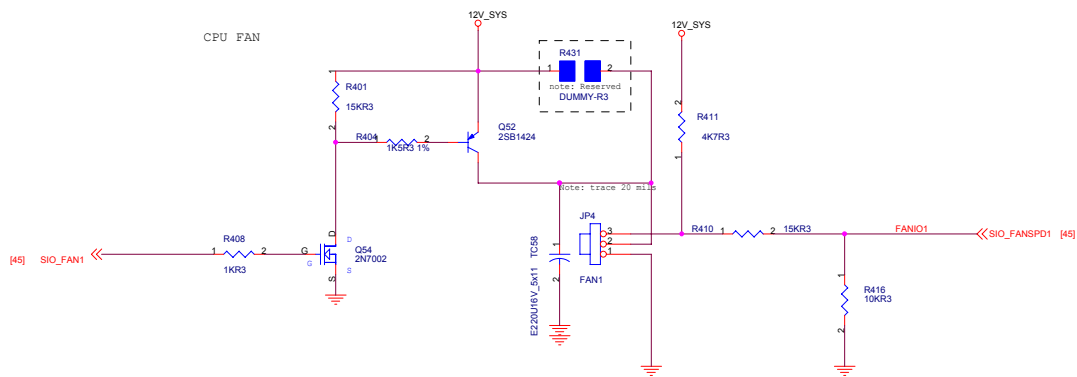 CPU FAN
12V_SYS
12V_SYS
R431
1
2
note: Reserved
DUMMY-R3
1
R401
15KR3
2
R404
1
2
1K5R3 1%
Q52
2SB1424
2
R411
4K7R3
1
Note: trace 20 mils
JP4
3
2
1
FAN1
1
2
TC58
E220U16V_5x11
R410
1
2
15KR3
FANIO1
SIO_FANSPD1
[45]
[45]
SIO_FAN1
R408
1
2
1KR3
D
G
S
D
G
S
Q54
2N7002
1
R416
10KR3
2